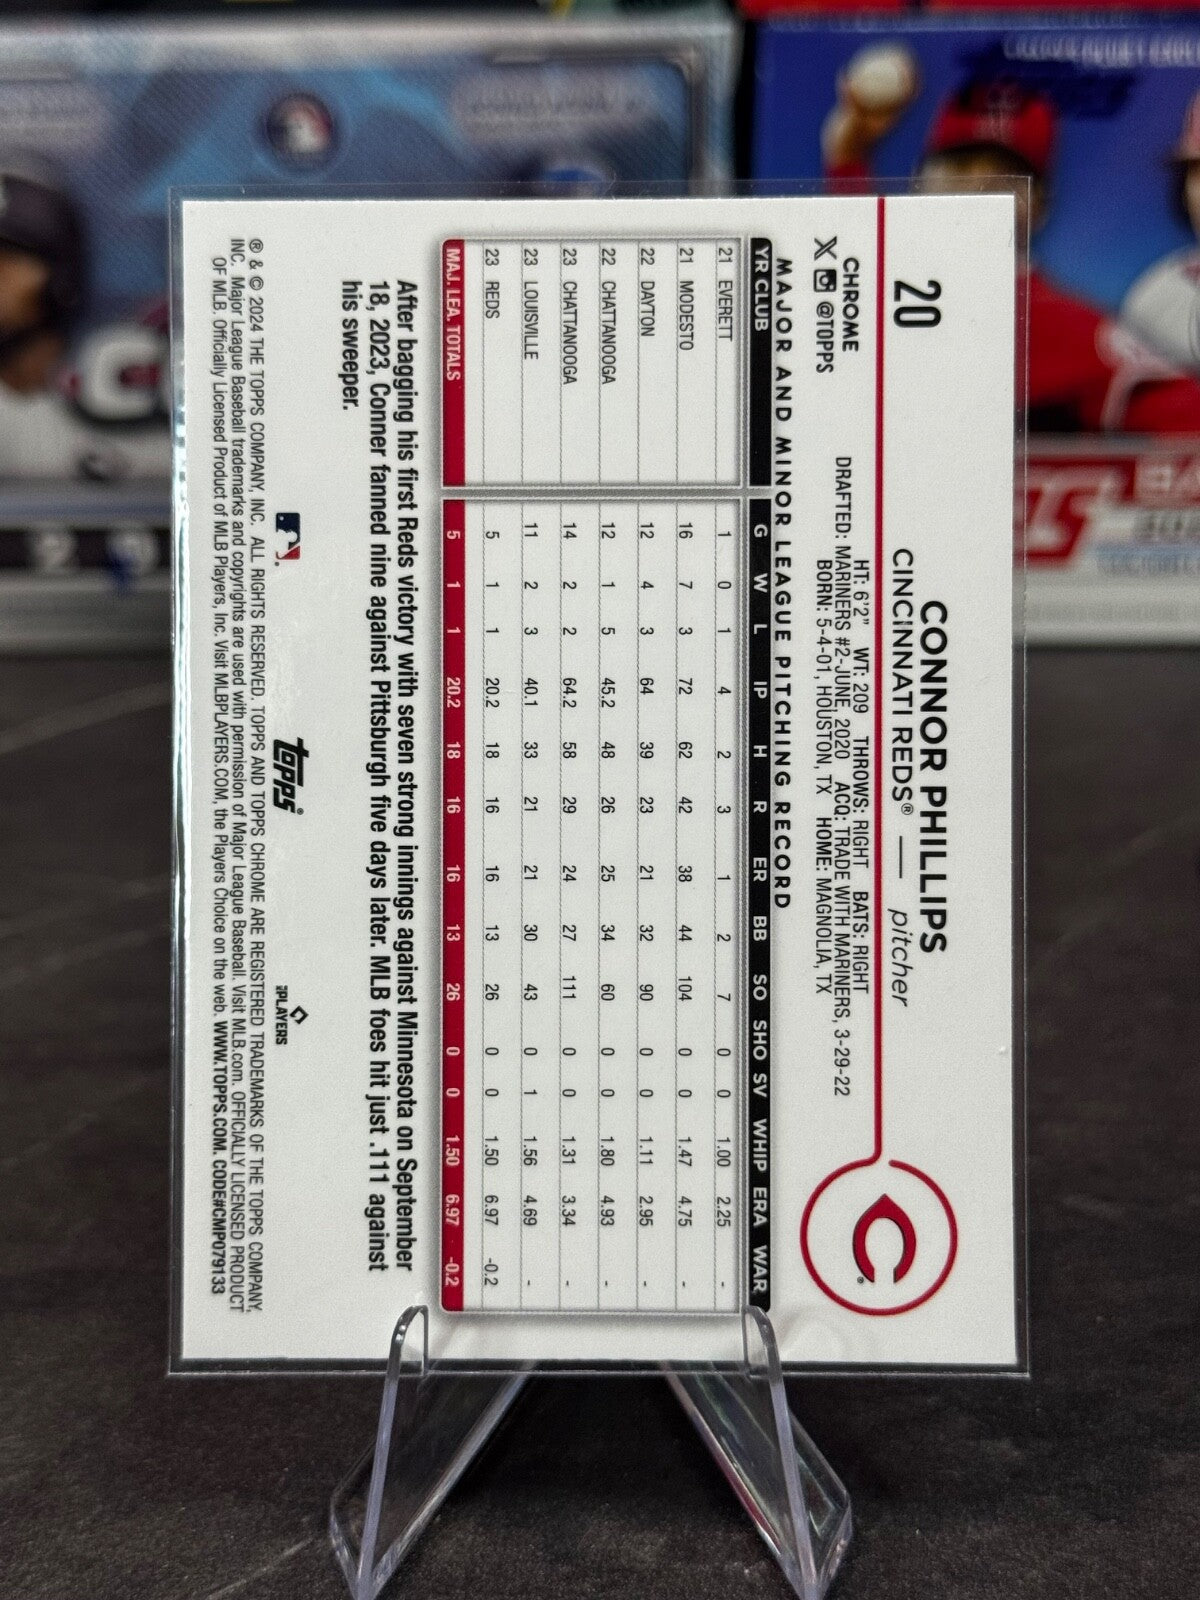 20
CONNOR PHILLIPS
CINCINNATI REDS® — pitcher
CHROME
X @TOPPS
HT: 6'2" WT: 209 THROWS: RIGHT BATS: RIGHT
DRAFTED: MARINERS #2-JUNE, 2020 ACQ: TRADE WITH MARINERS, 3-29-22
BORN: 5-4-01, HOUSTON, TX HOME: MAGNOLIA, TX
MAJOR AND MINOR LEAGUE PITCHING RECORD
YR CLUB G W L IP H R ER BB SO SHO SV WHIP ERA WAR
21 EVERETT 1 0 1 4 2 3 1 2 7 0 0 1.00 2.25 -
21 MODESTO 16 7 3 72 62 42 38 44 104 0 0 1.47 4.75 -
22 DAYTON 12 4 3 64 39 23 21 32 90 0 0 1.11 2.95 -
22 CHATTANOOGA 12 1 5 45.2 48 26 25 34 60 0 0 1.80 4.93 -
23 CHATTANOOGA 14 2 2 64.2 58 29 24 27 111 0 0 1.31 3.34 -
23 LOUISVILLE 11 2 3 40.1 33 21 21 30 43 0 1 1.56 4.69 -
23 REDS 5 1 1 20.2 18 16 16 13 26 0 0 1.50 6.97 -0.2
MAJ. LEA. TOTALS 5 1 1 20.2 18 16 16 13 26 0 0 1.50 6.97 -0.2
After bagging his first Reds victory with seven strong innings against Minnesota on September
18, 2023, Conner fanned nine against Pittsburgh five days later. MLB foes hit just .111 against
his sweeper.
topps®
PLAYERS
® & © 2024 THE TOPPS COMPANY, INC. ALL RIGHTS RESERVED. TOPPS AND TOPPS CHROME ARE REGISTERED TRADEMARKS OF THE TOPPS COMPANY,
INC. Major League Baseball trademarks and copyrights are used with permission of Major League Baseball. Visit MLB.com. OFFICIALLY LICENSED PRODUCT
OF MLB. Officially Licensed Product of MLB Players, Inc. Visit MLBPLAYERS.COM, the Players Choice on the web. WWW.TOPPS.COM. CODE#CMP079133